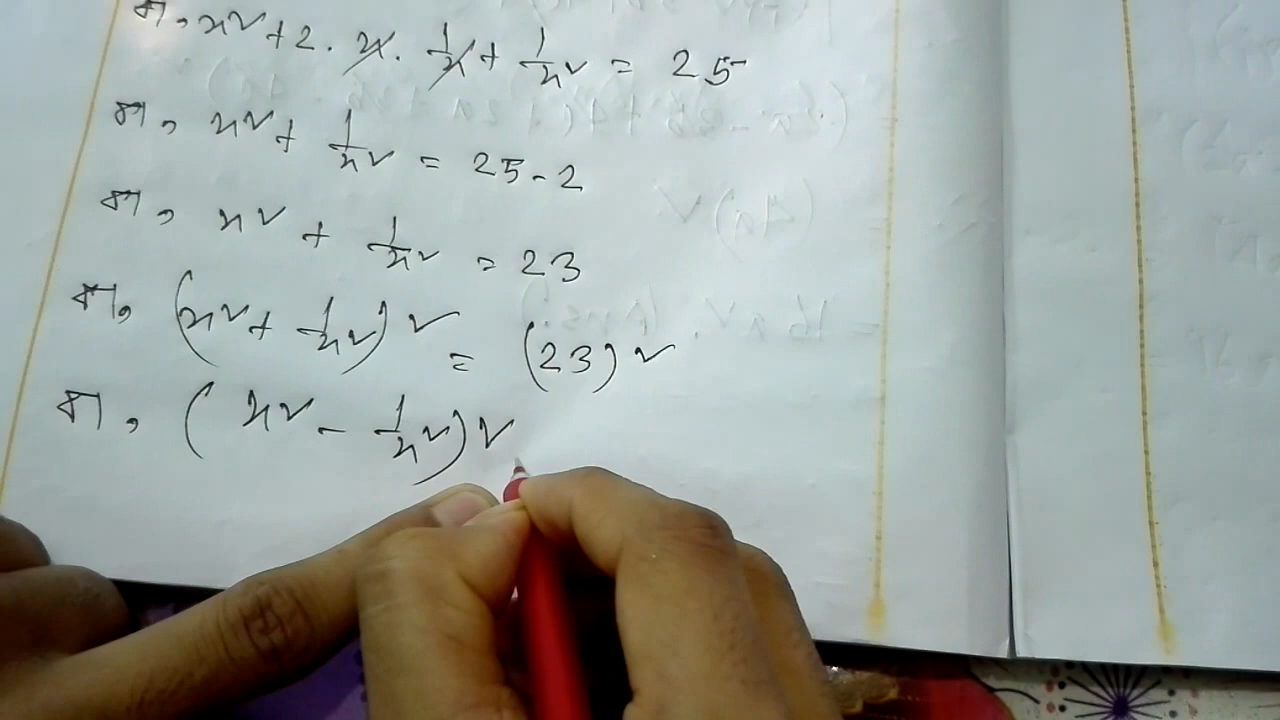 বা, x² + 2 . x . 1/x + 1/x² = 25
বা, x² + 1/x² = 25 - 2
বা, x² + 1/x² = 23
বা, (x² + 1/x²)² = (23)²
বা, (x² - 1/x²)²